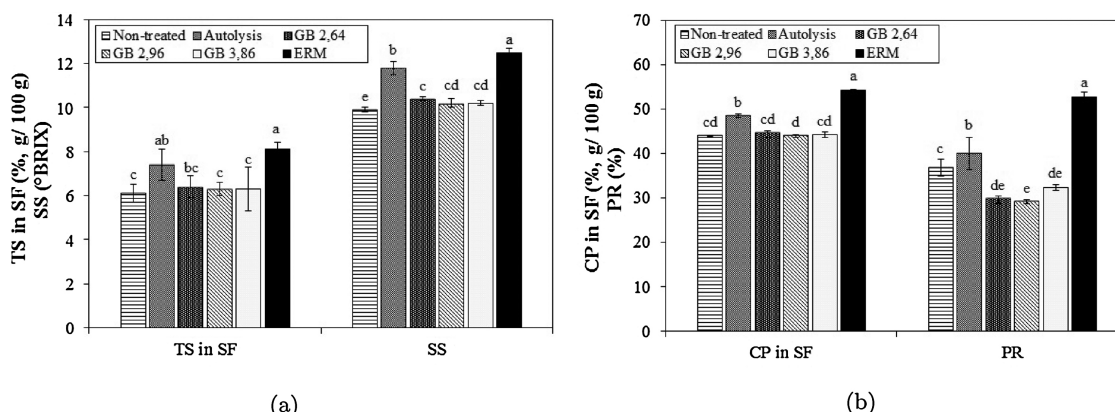 TS in SF (%, g/ 100 g)
SS (°BRIX)
14
12
10
8
6
4
2
0
Non-treated Autolysis GB 2,64
GB 2,96 GB 3,86 ERM
c ab bc c c a
e b c cd cd a
TS in SF SS
(a)
CP in SF (%, g/ 100 g)
PR (%)
70
60
50
40
30
20
10
0
Non-treated Autolysis GB 2,64
GB 2,96 GB 3,86 ERM
cd b cd d cd a
c b de e de a
CP in SF PR
(b)